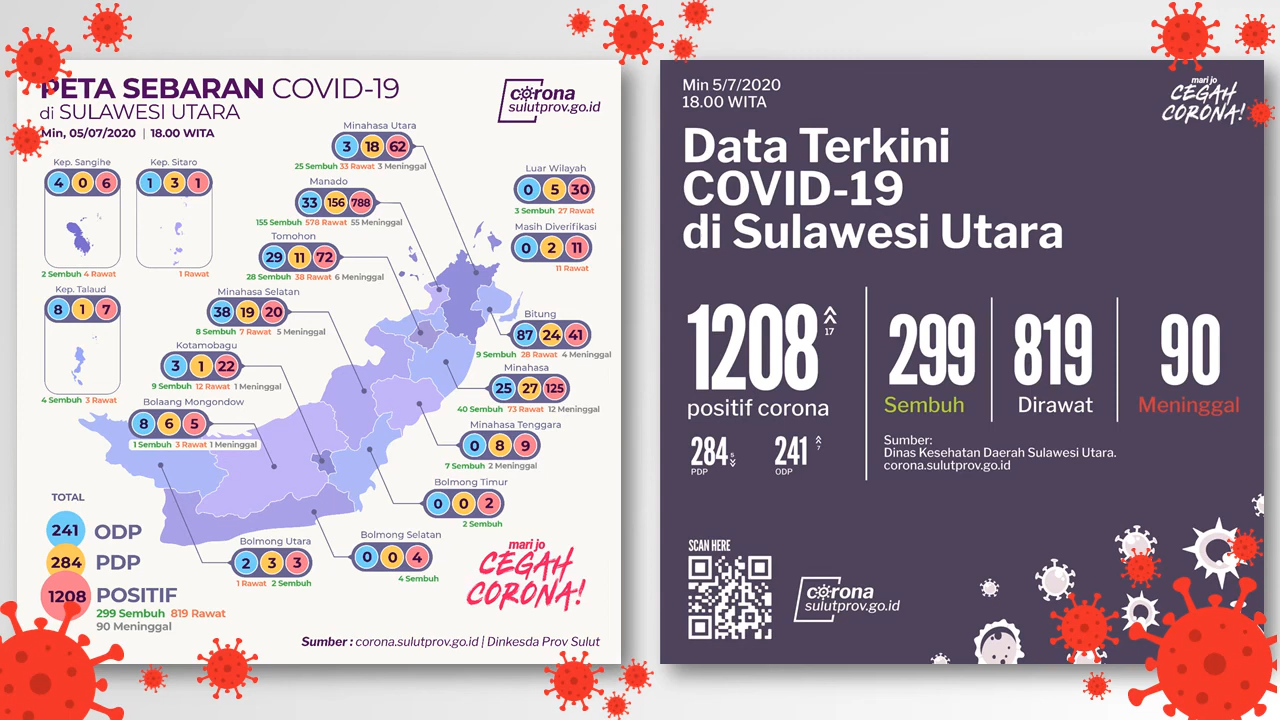 PETA SEBARAN COVID-19
di SULAWESI UTARA
Min, 05/07/2020 | 18.00 WITA
corona
sulutprov.go.id
Minahasa Utara
3 18 62
25 Sembuh 33 Rawat 3 Meninggal
Kep. Sangihe
4 0 6
2 Sembuh 4 Rawat
Kep. Sitaro
1 3 1
1 Rawat
Manado
33 156 788
155 Sembuh 578 Rawat 55 Meninggal
Luar Wilayah
0 5 30
3 Sembuh 27 Rawat
Tomohon
29 11 72
28 Sembuh 38 Rawat 6 Meninggal
Masih Diverifikasi
0 2 11
11 Rawat
Kep. Talaud
8 1 7
4 Sembuh 3 Rawat
Minahasa Selatan
38 19 20
8 Sembuh 7 Rawat 5 Meninggal
Bitung
87 24 41
9 Sembuh 28 Rawat 4 Meninggal
Kotamobagu
3 1 22
9 Sembuh 12 Rawat 1 Meninggal
Minahasa
25 27 125
40 Sembuh 73 Rawat 12 Meninggal
Bolaang Mongondow
8 6 5
1 Sembuh 3 Rawat 1 Meninggal
Minahasa Tenggara
0 8 9
7 Sembuh 2 Meninggal
Bolmong Timur
0 0 2
2 Sembuh
Bolmong Utara
2 3 3
1 Rawat 2 Sembuh
Bolmong Selatan
0 0 4
4 Sembuh
TOTAL
241 ODP
284 PDP
1208 POSITIF
299 Sembuh 819 Rawat
90 Meninggal
mari jo
CEGAH
CORONA!
Sumber : corona.sulutprov.go.id | Dinkesda Prov Sulut
Min 5/7/2020
18.00 WITA
mari jo
CEGAH
CORONA!
Data Terkini
COVID-19
di Sulawesi Utara
1208 17
positif corona
284 5
PDP
241 7
ODP
299
Sembuh
819
Dirawat
90
Meninggal
Sumber:
Dinas Kesehatan Daerah Sulawesi Utara.
corona.sulutprov.go.id
SCAN HERE
corona
sulutprov.go.id